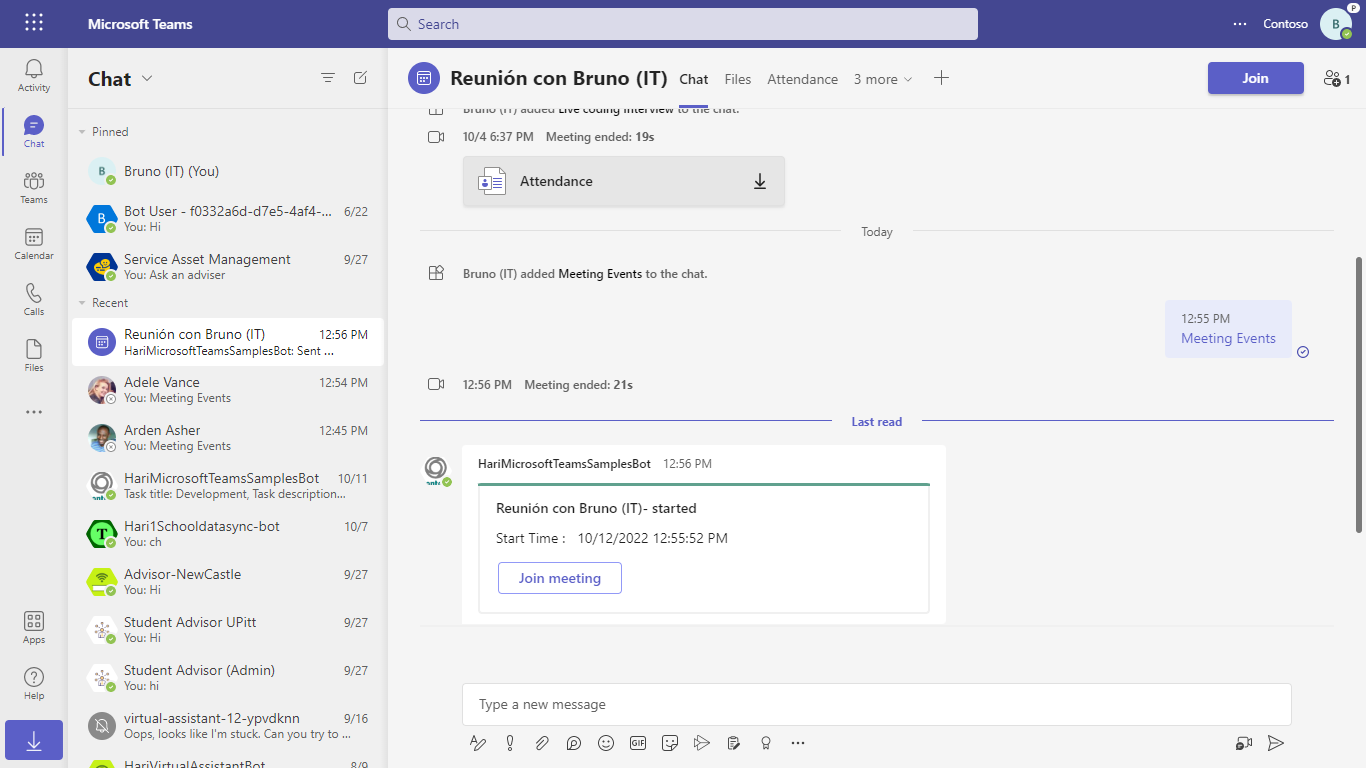 Microsoft Teams
Search
Contoso
P
B
Activity
Chat
Teams
Calendar
Calls
Files
Apps
Help
Chat
Pinned
B
Bruno (IT) (You)
B
Bot User - f0332a6d-d7e5-4af4-...
6/22
You: Hi
Service Asset Management
9/27
You: Ask an adviser
Recent
Reunión con Bruno (IT)
12:56 PM
HariMicrosoftTeamsSamplesBot: Sent ...
Adele Vance
12:54 PM
You: Meeting Events
Arden Asher
12:45 PM
You: Meeting Events
HariMicrosoftTeamsSamplesBot
10/11
Task title: Development, Task description...
T
Hari1Schooldatasync-bot
10/7
You: ch
Advisor-NewCastle
9/27
You: Hi
Student Advisor UPitt
9/27
You: Hi
Student Advisor (Admin)
9/27
You: hi
virtual-assistant-12-ypvdknn
9/16
Oops, looks like I'm stuck. Can you try to ...
HariVirtualAssistantBot
8/9
Reunión con Bruno (IT)
Chat
Files
Attendance
3 more
Join
1
Bruno (IT) added Live coding interview to the chat.
10/4 6:37 PM Meeting ended: 19s
Attendance
Today
Bruno (IT) added Meeting Events to the chat.
12:55 PM
Meeting Events
12:56 PM Meeting ended: 21s
Last read
HariMicrosoftTeamsSamplesBot 12:56 PM
Reunión con Bruno (IT)- started
Start Time : 10/12/2022 12:55:52 PM
Join meeting
Type a new message
GIF